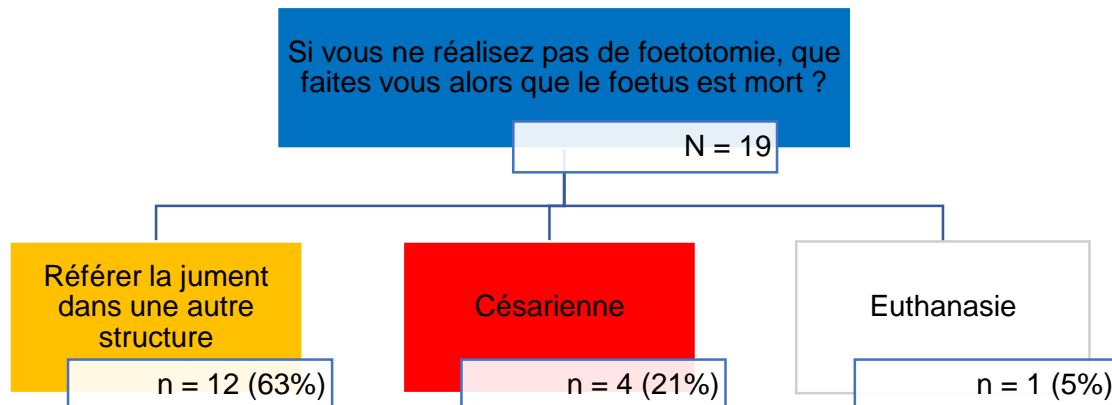 Si vous ne réalisez pas de foetotomie, que
faites vous alors que le foetus est mort ?
N = 19
Référer la jument
dans une autre
structure
n = 12 (63%)
Césarienne
n = 4 (21%)
Euthanasie
n = 1 (5%)